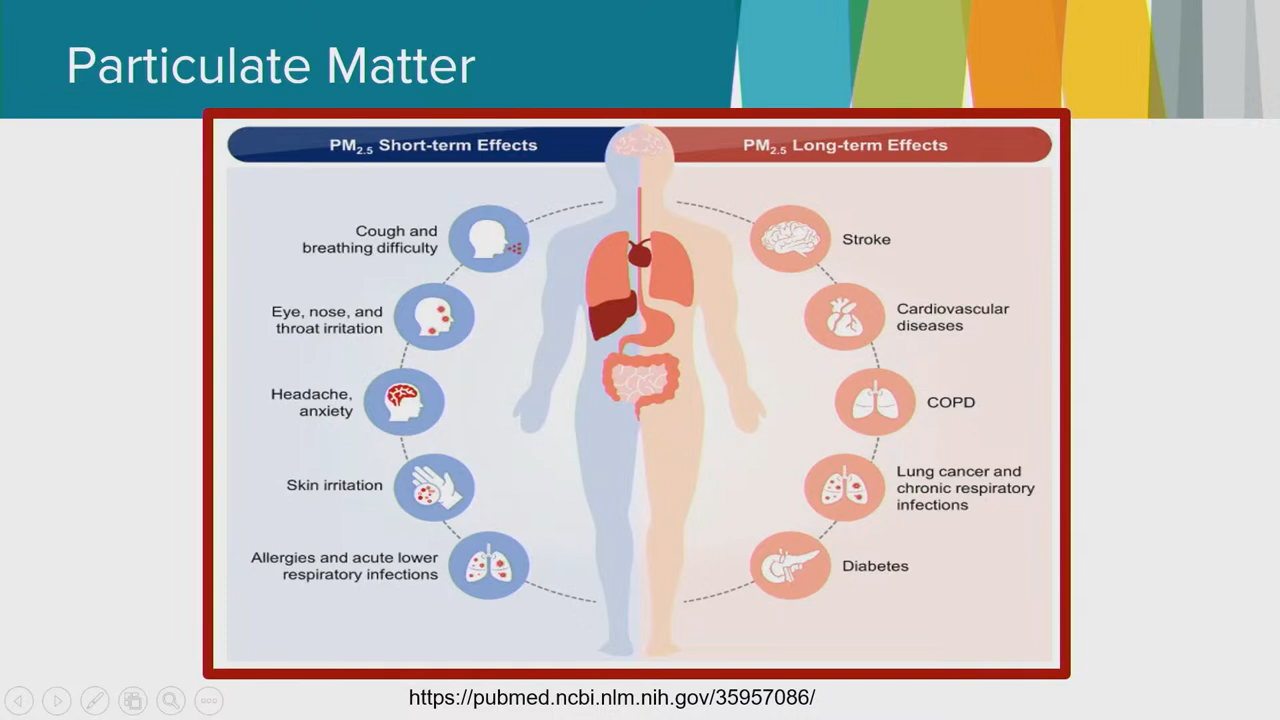 Particulate Matter
PM2.5 Short-term Effects
Cough and
breathing difficulty
Eye, nose, and
throat irritation
Headache,
anxiety
Skin irritation
Allergies and acute lower
respiratory infections
PM2.5 Long-term Effects
Stroke
Cardiovascular
diseases
COPD
Lung cancer and
chronic respiratory
infections
Diabetes
https://pubmed.ncbi.nlm.nih.gov/35957086/